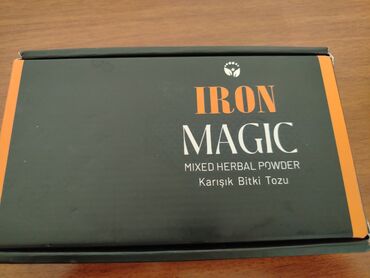 IRON
MAGIC
MIXED HERBAL POWDER
Karışık Bitki Tozu